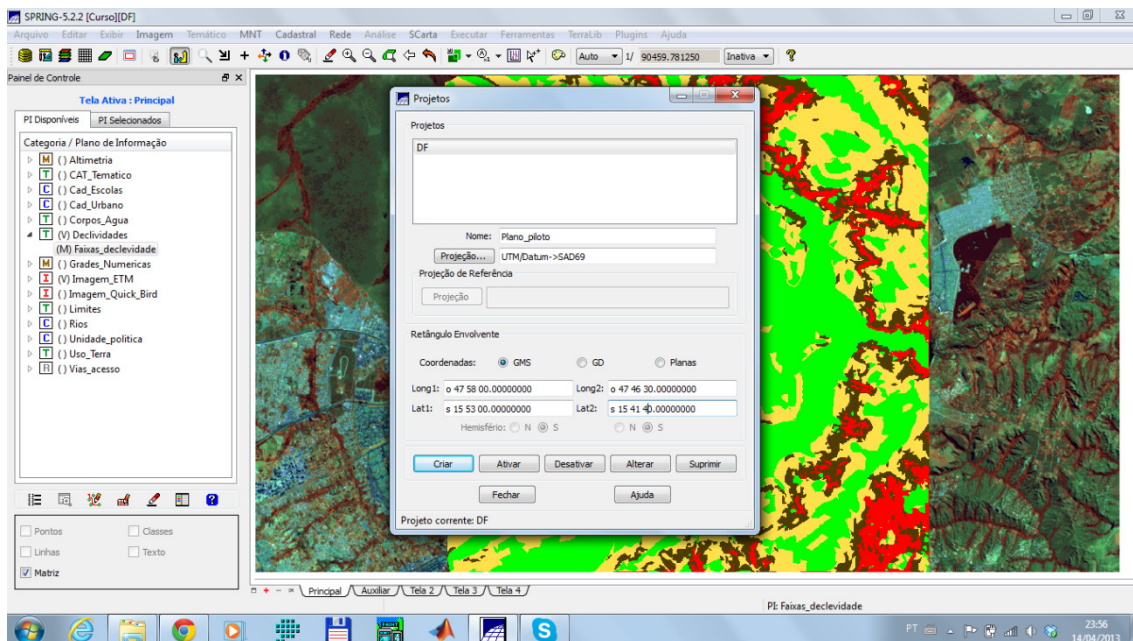 SPRING-5.2.2 [Curso][DF]
Arquivo Editar Exibir Imagem Temático MNT Cadastral Rede Análise SCarta Executar Ferramentas TerraLib Plugins Ajuda
Auto 1/ 90459.781250 Inativa
Painel de Controle
Tela Ativa : Principal
PI Disponíveis PI Selecionados
Categoria / Plano de Informação
M ( ) Altimetria
T ( ) CAT_Tematico
C ( ) Cad_Escolas
C ( ) Cad_Urbano
T ( ) Corpos_Agua
T (V) Declividades
(M) Faixas_declevidade
M ( ) Grades_Numericas
I (V) Imagem_ETM
I ( ) Imagem_Quick_Bird
T ( ) Limites
C ( ) Rios
C ( ) Unidade_politica
T ( ) Uso_Terra
R ( ) Vias_acesso
Pontos Classes
Linhas Texto
Matriz
Projetos
Projetos
DF
Nome: Plano_piloto
Projeção... UTM/Datum->SAD69
Projeção de Referência
Projeção
Retângulo Envolvente
Coordenadas: GMS GD Planas
Long1: o 47 58 00.00000000 Long2: o 47 46 30.00000000
Lat1: s 15 53 00.00000000 Lat2: s 15 41 40.00000000
Hemisfério: N S N S
Criar Ativar Desativar Alterar Suprimir
Fechar Ajuda
Projeto corrente: DF
Principal Auxiliar Tela 2 Tela 3 Tela 4
PI: Faixas_declevidade
PT 23:56
14/04/2013